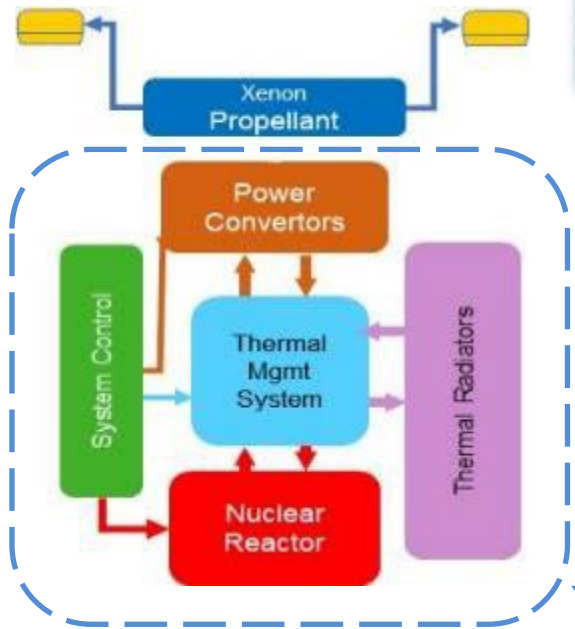 Xenon
Propellant
Power
Convertors
System Control
Thermal
Mgmt
System
Thermal Radiators
Nuclear
Reactor